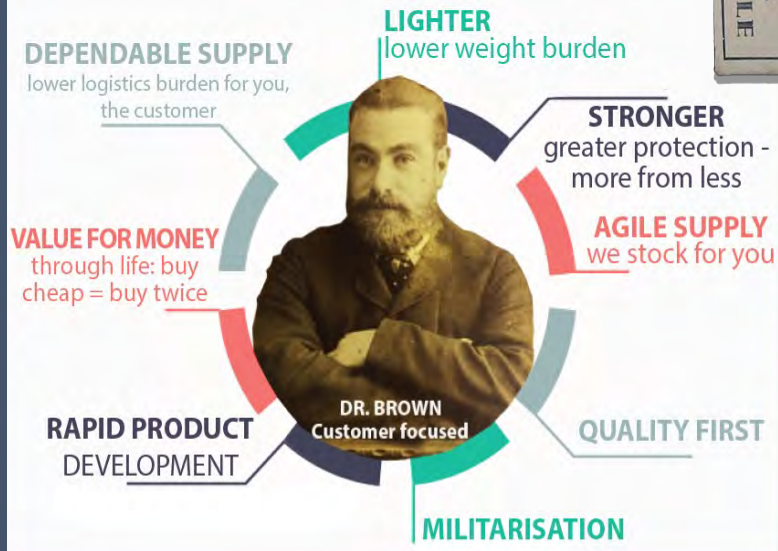 LIGHTER
lower weight burden
DEPENDABLE SUPPLY
lower logistics burden for you,
the customer
STRONGER
greater protection -
more from less
AGILE SUPPLY
we stock for you
VALUE FOR MONEY
through life: buy
cheap = buy twice
DR. BROWN
Customer focused
RAPID PRODUCT
DEVELOPMENT
QUALITY FIRST
MILITARISATION